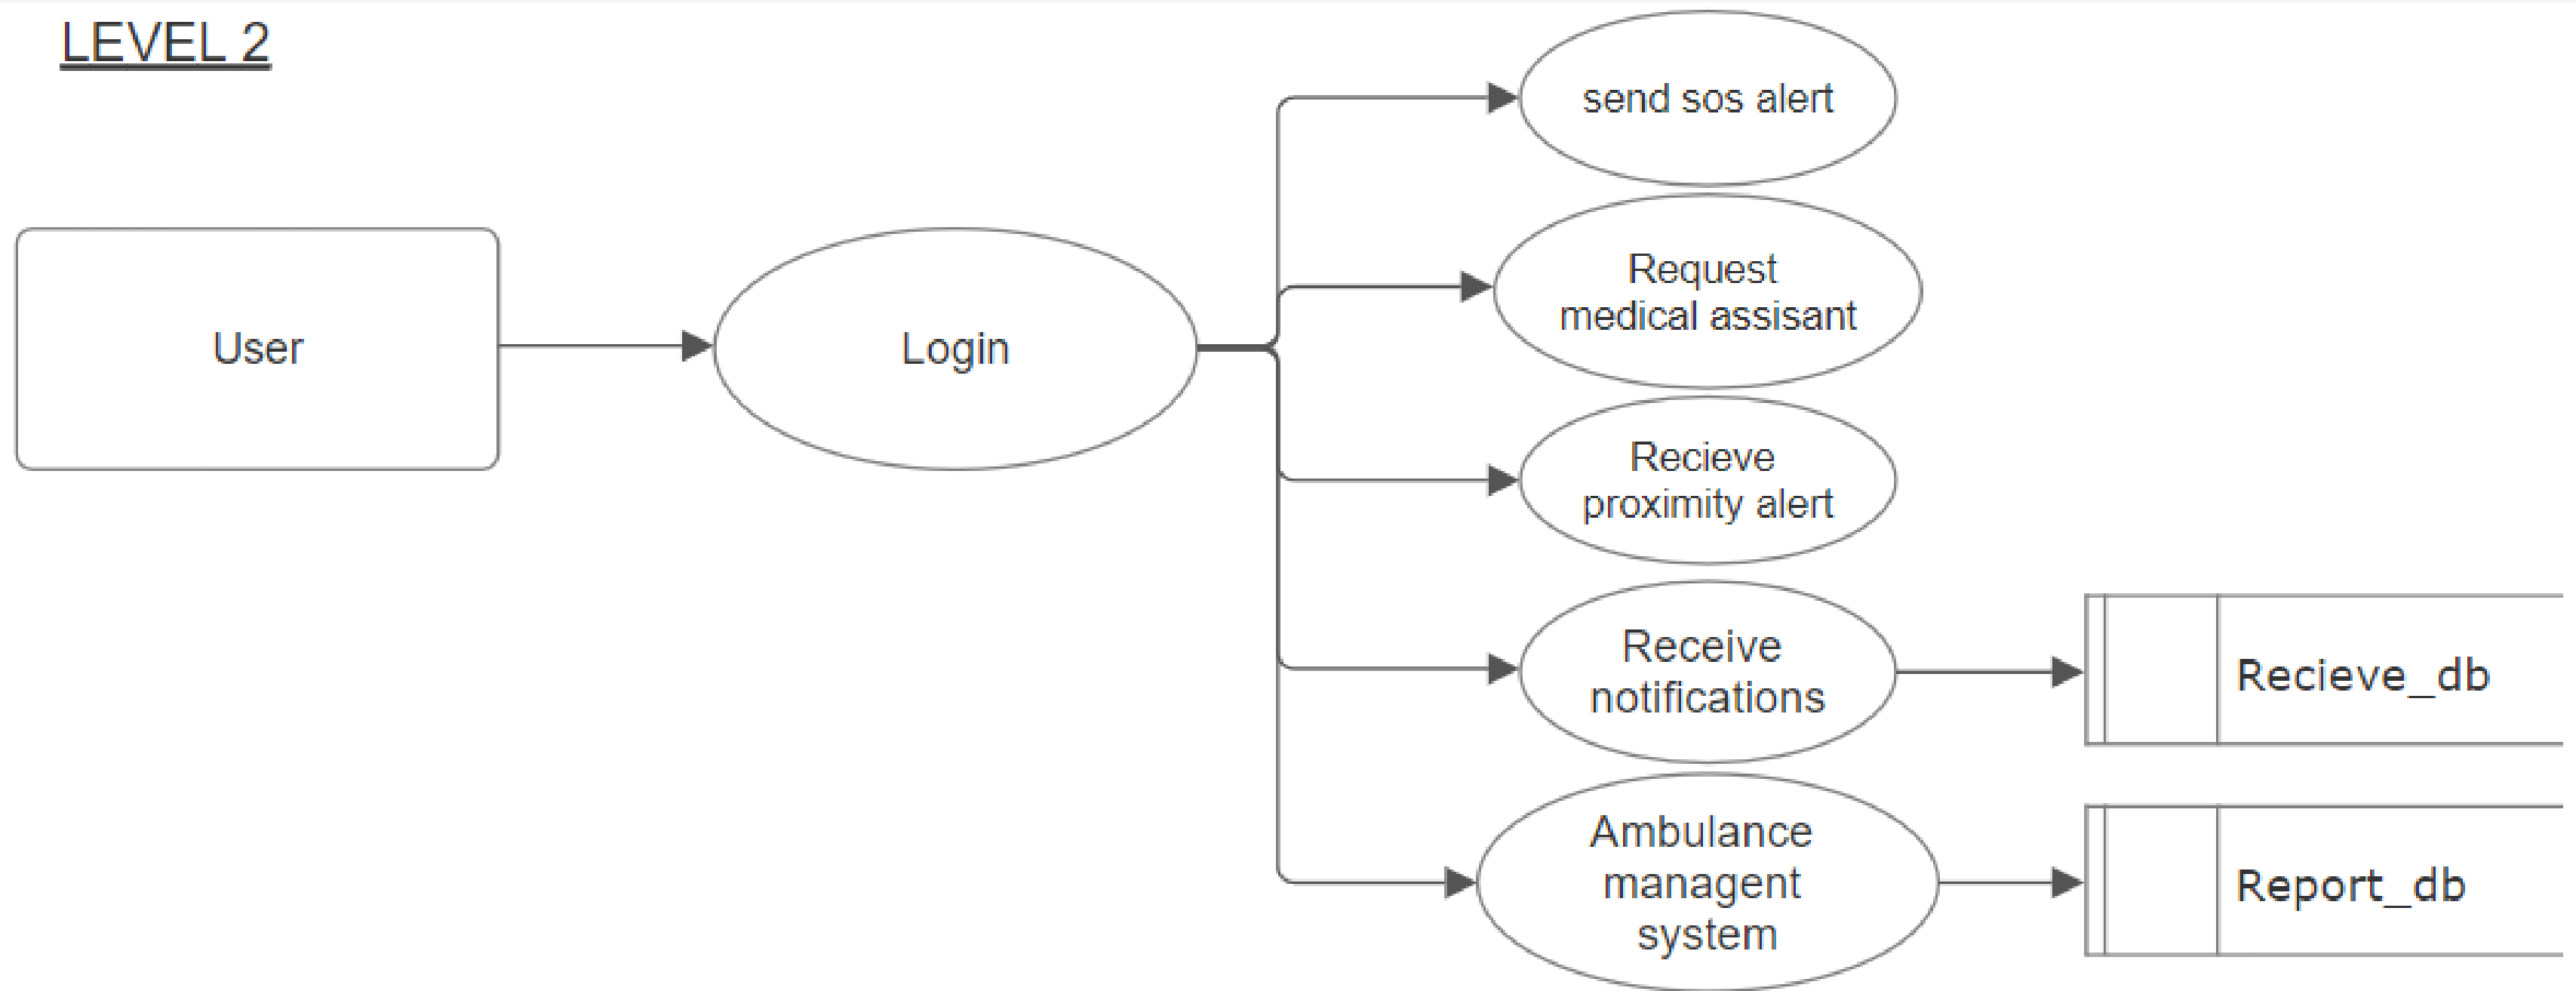 LEVEL 2
User
Login
send sos alert
Request
medical assisant
Recieve
proximity alert
Receive
notifications
Recieve_db
Ambulance
managent
system
Report_db